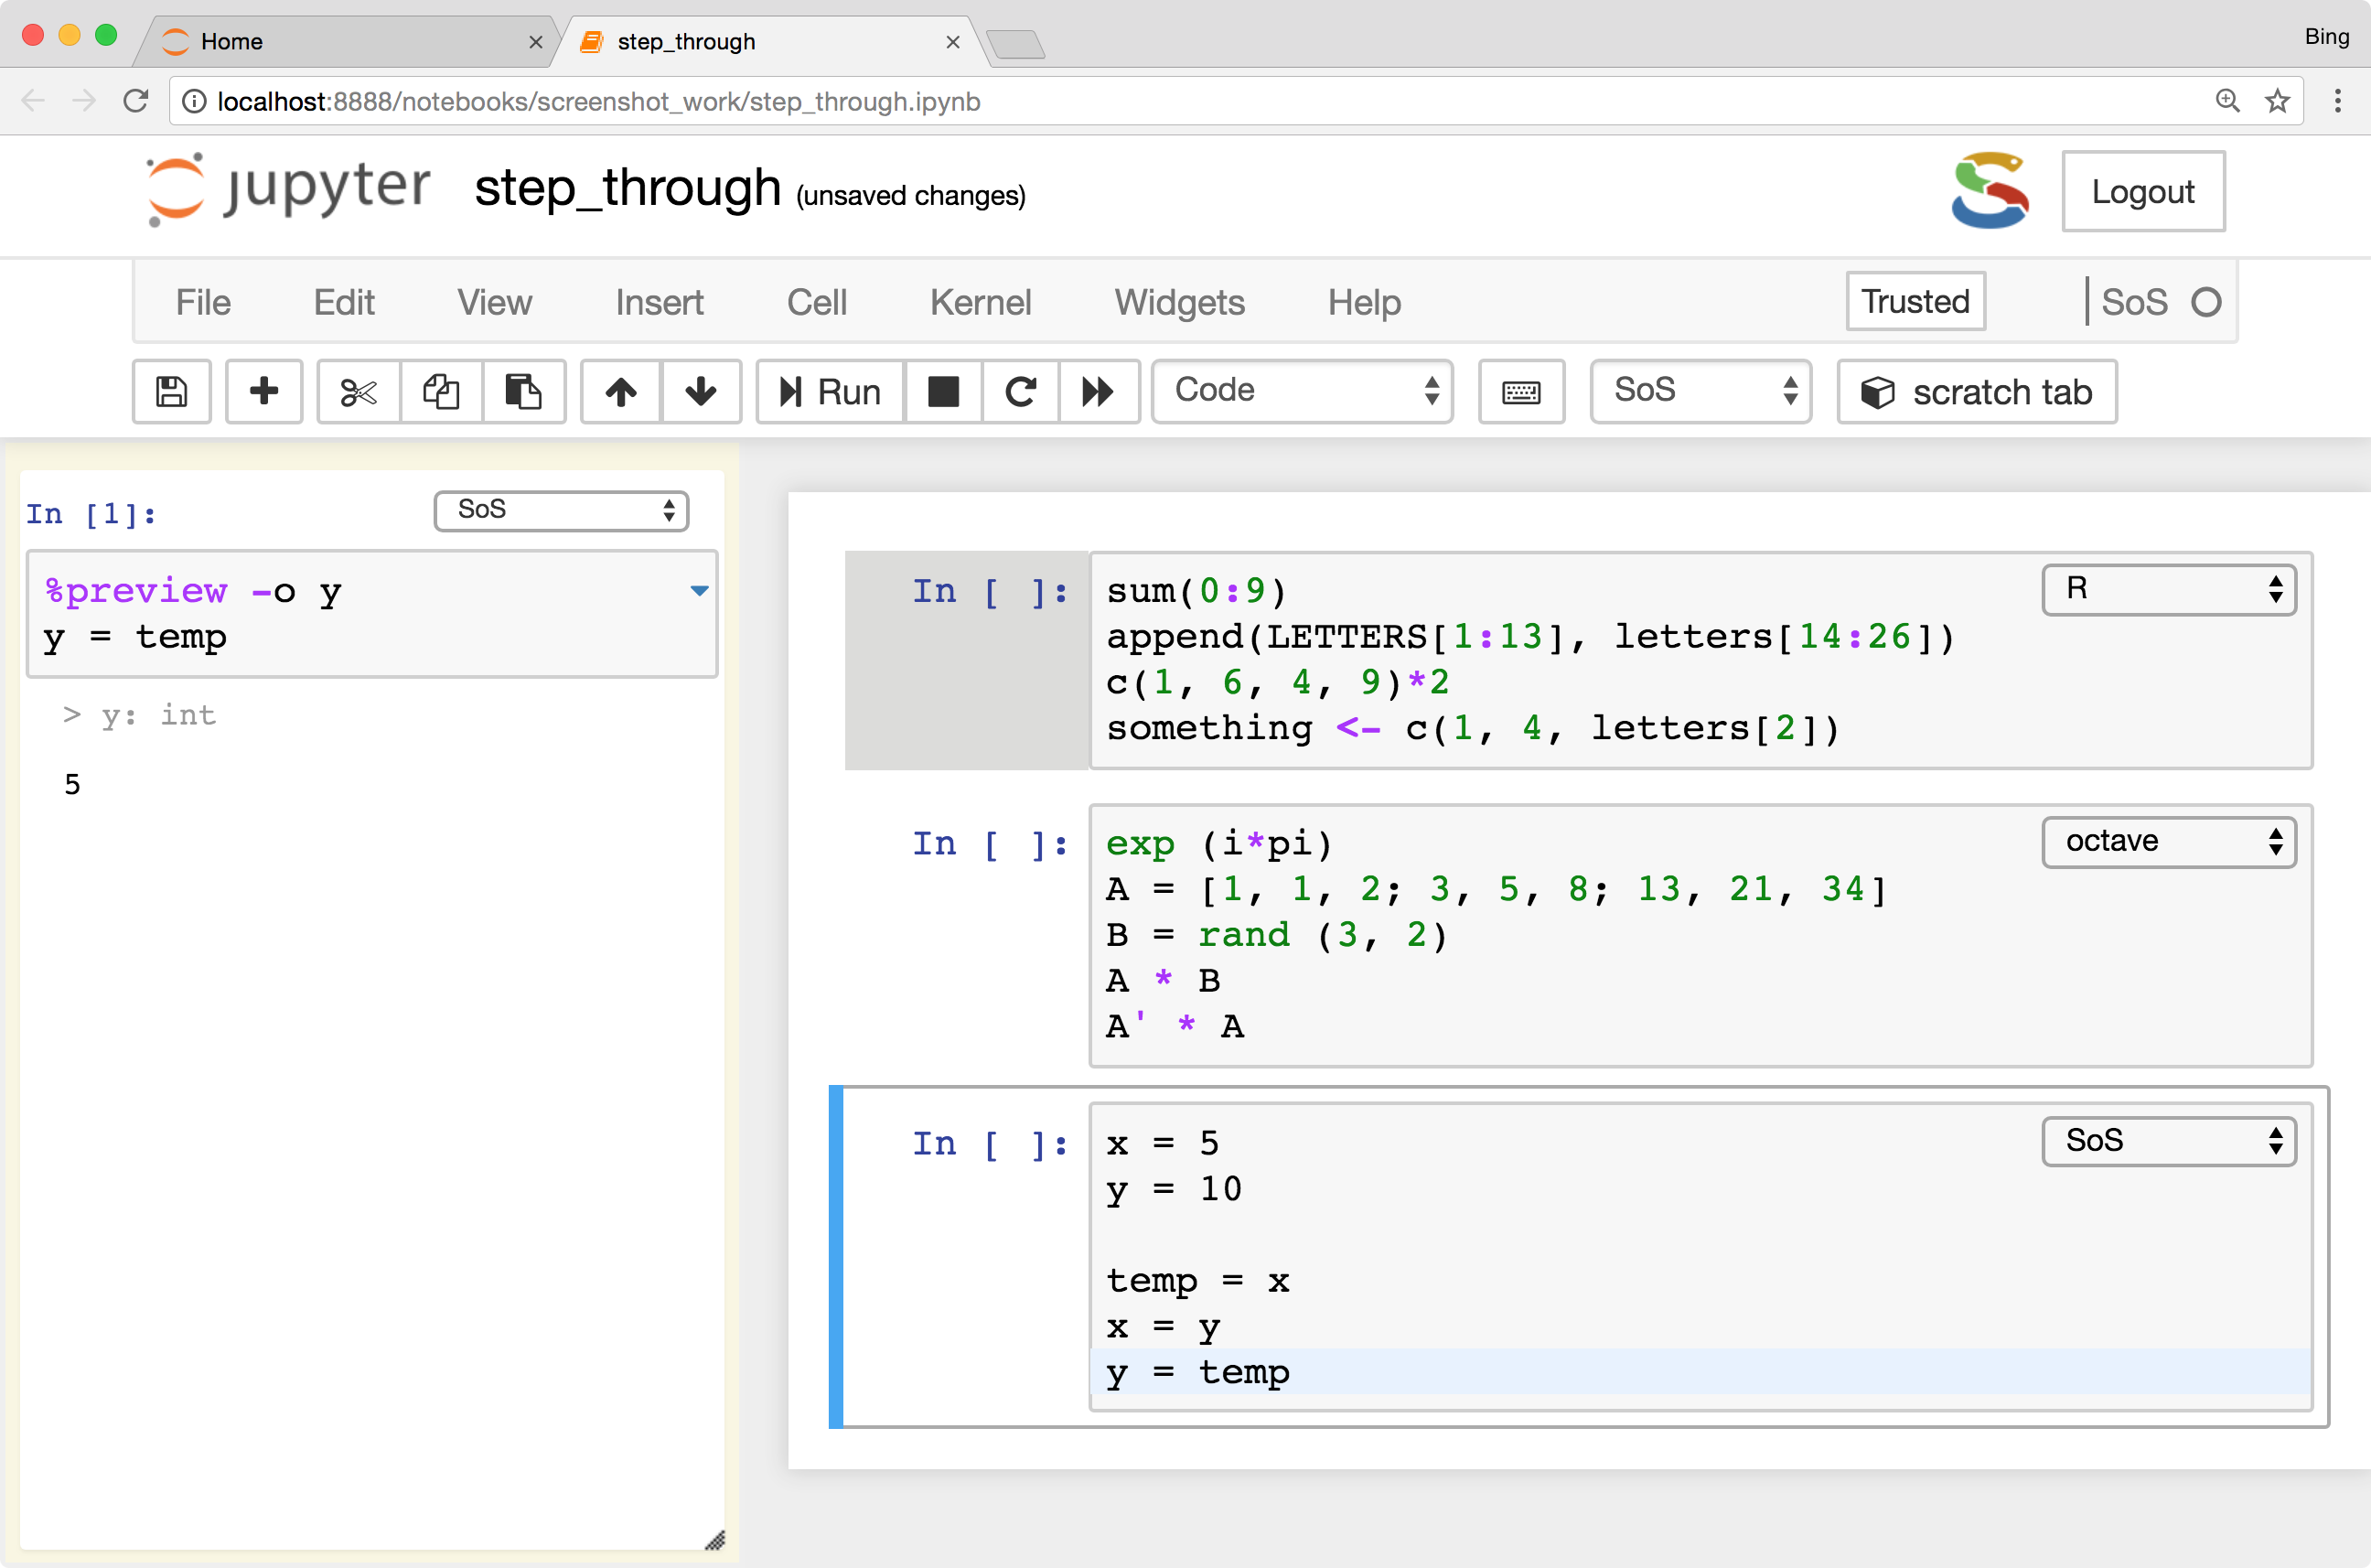 Home
step_through
Bing
localhost:8888/notebooks/screenshot_work/step_through.ipynb
jupyter step_through (unsaved changes)
Logout
File Edit View Insert Cell Kernel Widgets Help Trusted SoS
Run Code SoS scratch tab
In [1]: SoS
%preview -o y
y = temp
> y: int
5
In [ ]: sum(0:9) R
append(LETTERS[1:13], letters[14:26])
c(1, 6, 4, 9)*2
something <- c(1, 4, letters[2])
In [ ]: exp (i*pi) octave
A = [1, 1, 2; 3, 5, 8; 13, 21, 34]
B = rand (3, 2)
A * B
A' * A
In [ ]: x = 5 SoS
y = 10
temp = x
x = y
y = temp